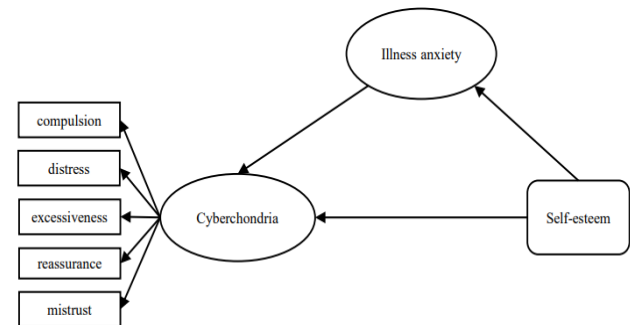 Illness anxiety
compulsion
distress
excessiveness
reassurance
mistrust
Cyberchondria
Self-esteem